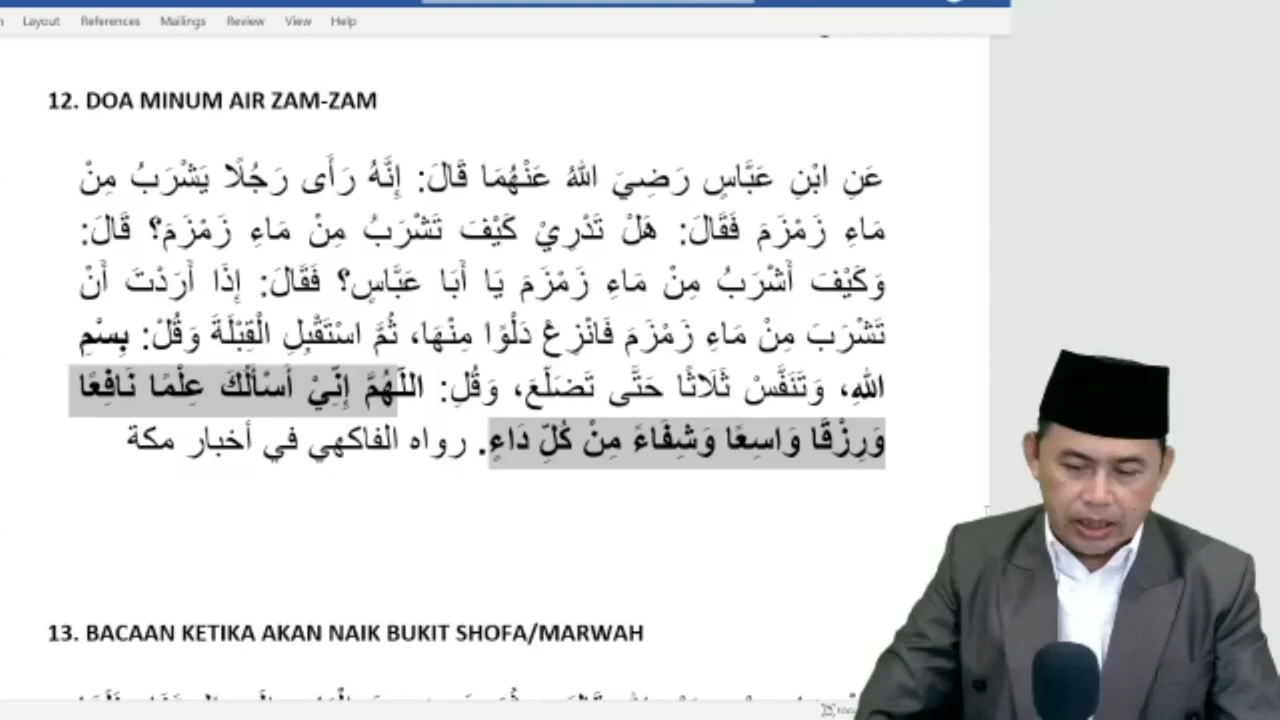 Layout References Mailings Review View Help
12. DOA MINUM AIR ZAM-ZAM
عَنِ ابْنِ عَبَّاسٍ رَضِيَ اللهُ عَنْهُمَا قَالَ: إِنَّهُ رَأَى رَجُلًا يَشْرَبُ مِنْ
مَاءِ زَمْزَمَ فَقَالَ: هَلْ تَدْرِيْ كَيْفَ تَشْرَبُ مِنْ مَاءِ زَمْزَمَ؟ قَالَ:
وَكَيْفَ أَشْرَبُ مِنْ مَاءِ زَمْزَمَ يَا أَبَا عَبَّاسٍ؟ فَقَالَ: إِذَا أَرَدْتَ أَنْ
تَشْرَبَ مِنْ مَاءِ زَمْزَمَ فَانْزِعْ دَلْوًا مِنْهَا، ثُمَّ اسْتَقْبِلِ الْقِبْلَةَ وَقُلْ: بِسْمِ
اللهِ، وَتَنَفَّسْ ثَلَاثًا حَتَّى تَضَلَّعَ، وَقُلِ: اللّٰهُمَّ إِنِّيْ أَسْأَلُكَ عِلْمًا نَافِعًا
وَرِزْقًا وَاسِعًا وَشِفَاءً مِنْ كُلِّ دَاءٍ. رواه الفاكهي في أخبار مكة
13. BACAAN KETIKA AKAN NAIK BUKIT SHOFA/MARWAH